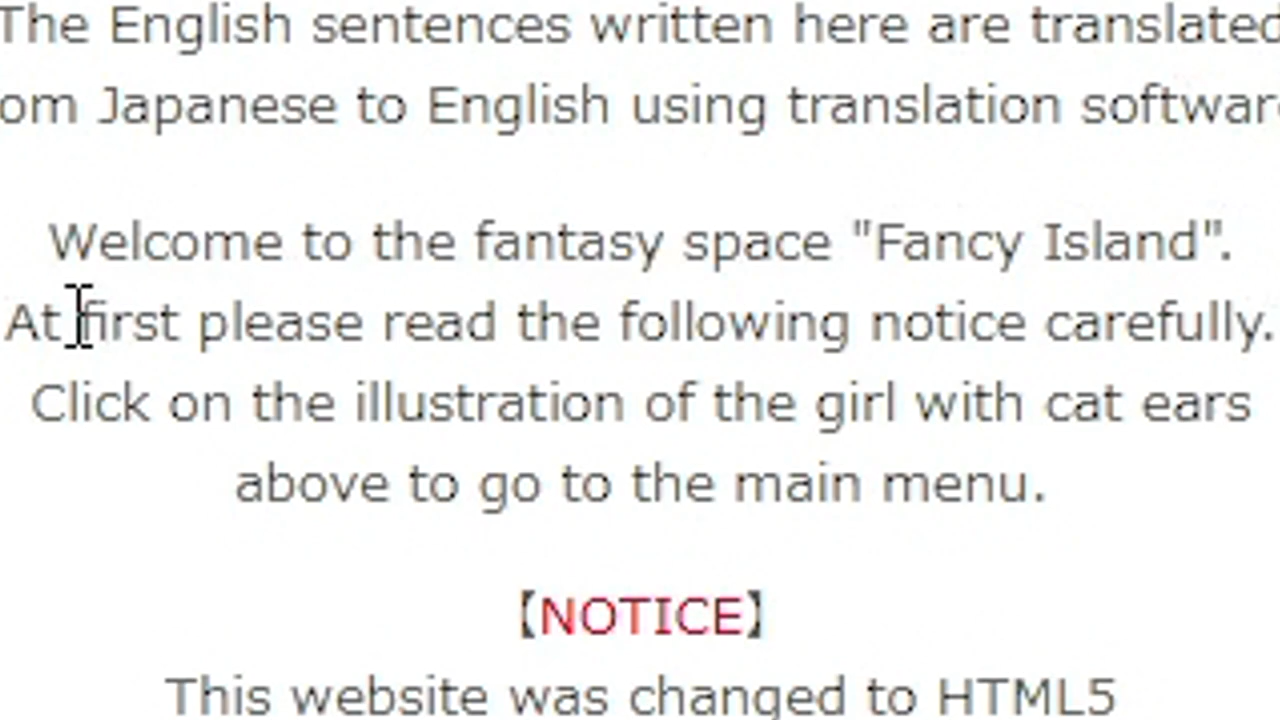 The English sentences written here are translated
om Japanese to English using translation softwar
Welcome to the fantasy space "Fancy Island".
At first please read the following notice carefully.
Click on the illustration of the girl with cat ears
above to go to the main menu.
【NOTICE】
This website was changed to HTML5